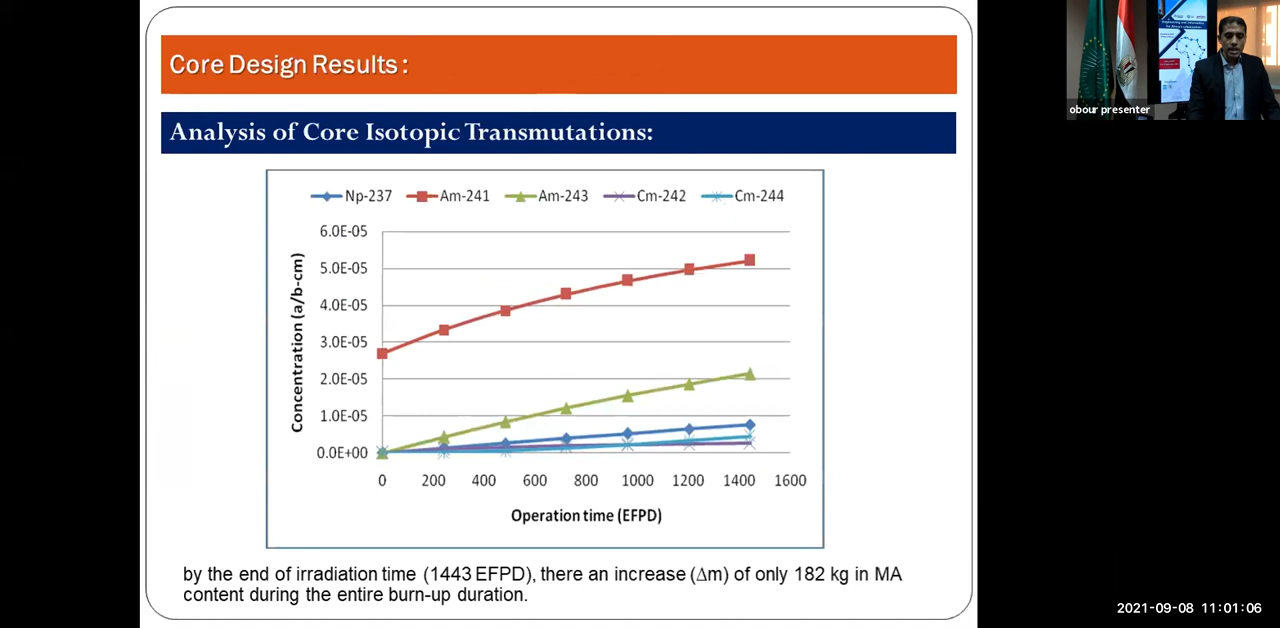 Core Design Results :
Analysis of Core Isotopic Transmutations:
Np-237 Am-241 Am-243 Cm-242 Cm-244
6.0E-05
5.0E-05
4.0E-05
3.0E-05
2.0E-05
1.0E-05
0.0E+00
Concentration (a/b-cm)
0 200 400 600 800 1000 1200 1400 1600
Operation time (EFPD)
by the end of irradiation time (1443 EFPD), there an increase (Δm) of only 182 kg in MA
content during the entire burn-up duration.
obour presenter
2021-09-08 11:01:06